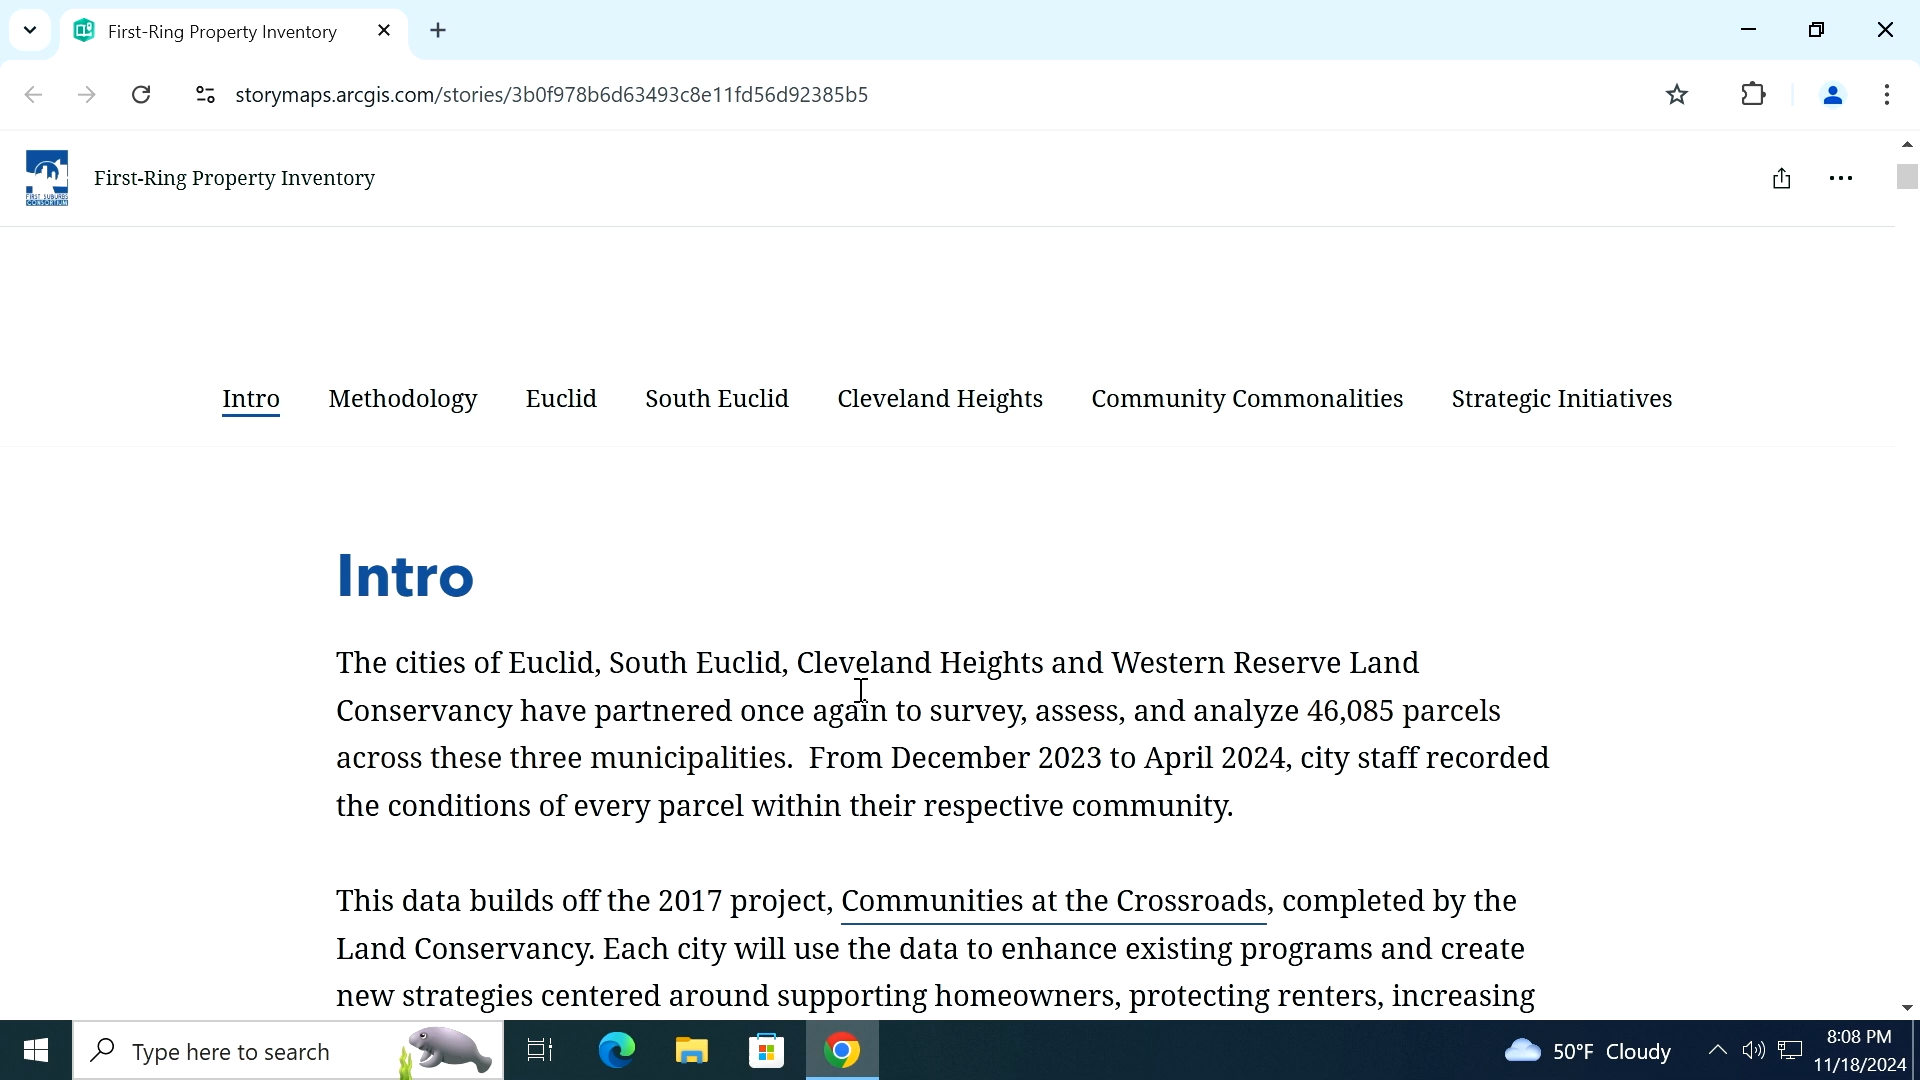 First-Ring Property Inventory
storymaps.arcgis.com/stories/3b0f978b6d63493c8e11fd56d92385b5
FIRST SUBURBS
CONSORTIUM
First-Ring Property Inventory
Intro Methodology Euclid South Euclid Cleveland Heights Community Commonalities Strategic Initiatives
Intro
The cities of Euclid, South Euclid, Cleveland Heights and Western Reserve Land
Conservancy have partnered once again to survey, assess, and analyze 46,085 parcels
across these three municipalities.  From December 2023 to April 2024, city staff recorded
the conditions of every parcel within their respective community.
This data builds off the 2017 project, Communities at the Crossroads, completed by the
Land Conservancy. Each city will use the data to enhance existing programs and create
new strategies centered around supporting homeowners, protecting renters, increasing
Type here to search
50°F Cloudy
8:08 PM
11/18/2024